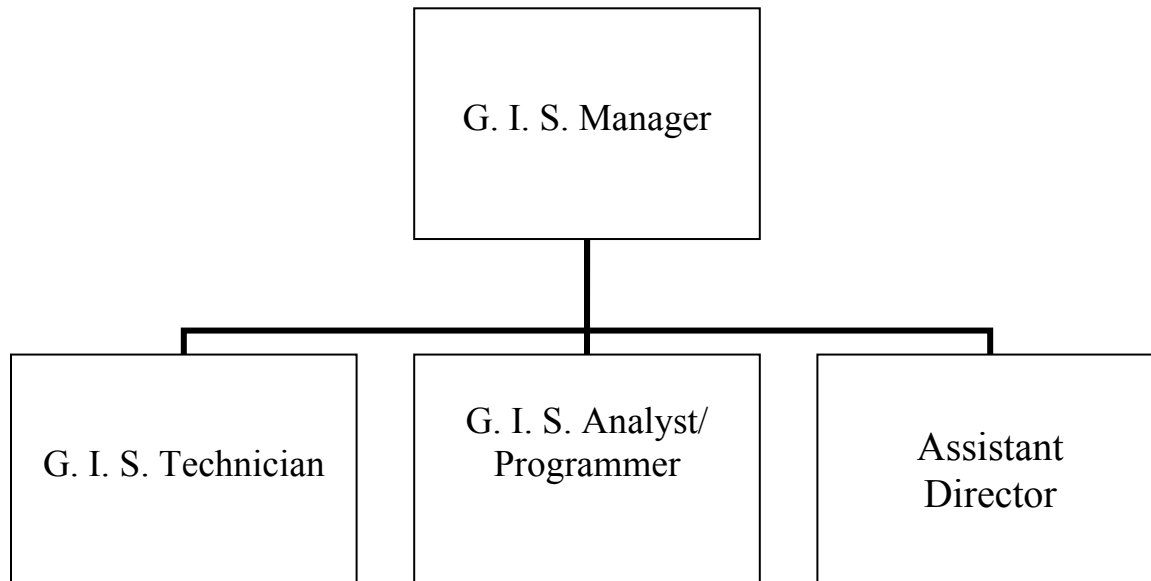 G. I. S. Manager
G. I. S. Technician
G. I. S. Analyst/
Programmer
Assistant
Director